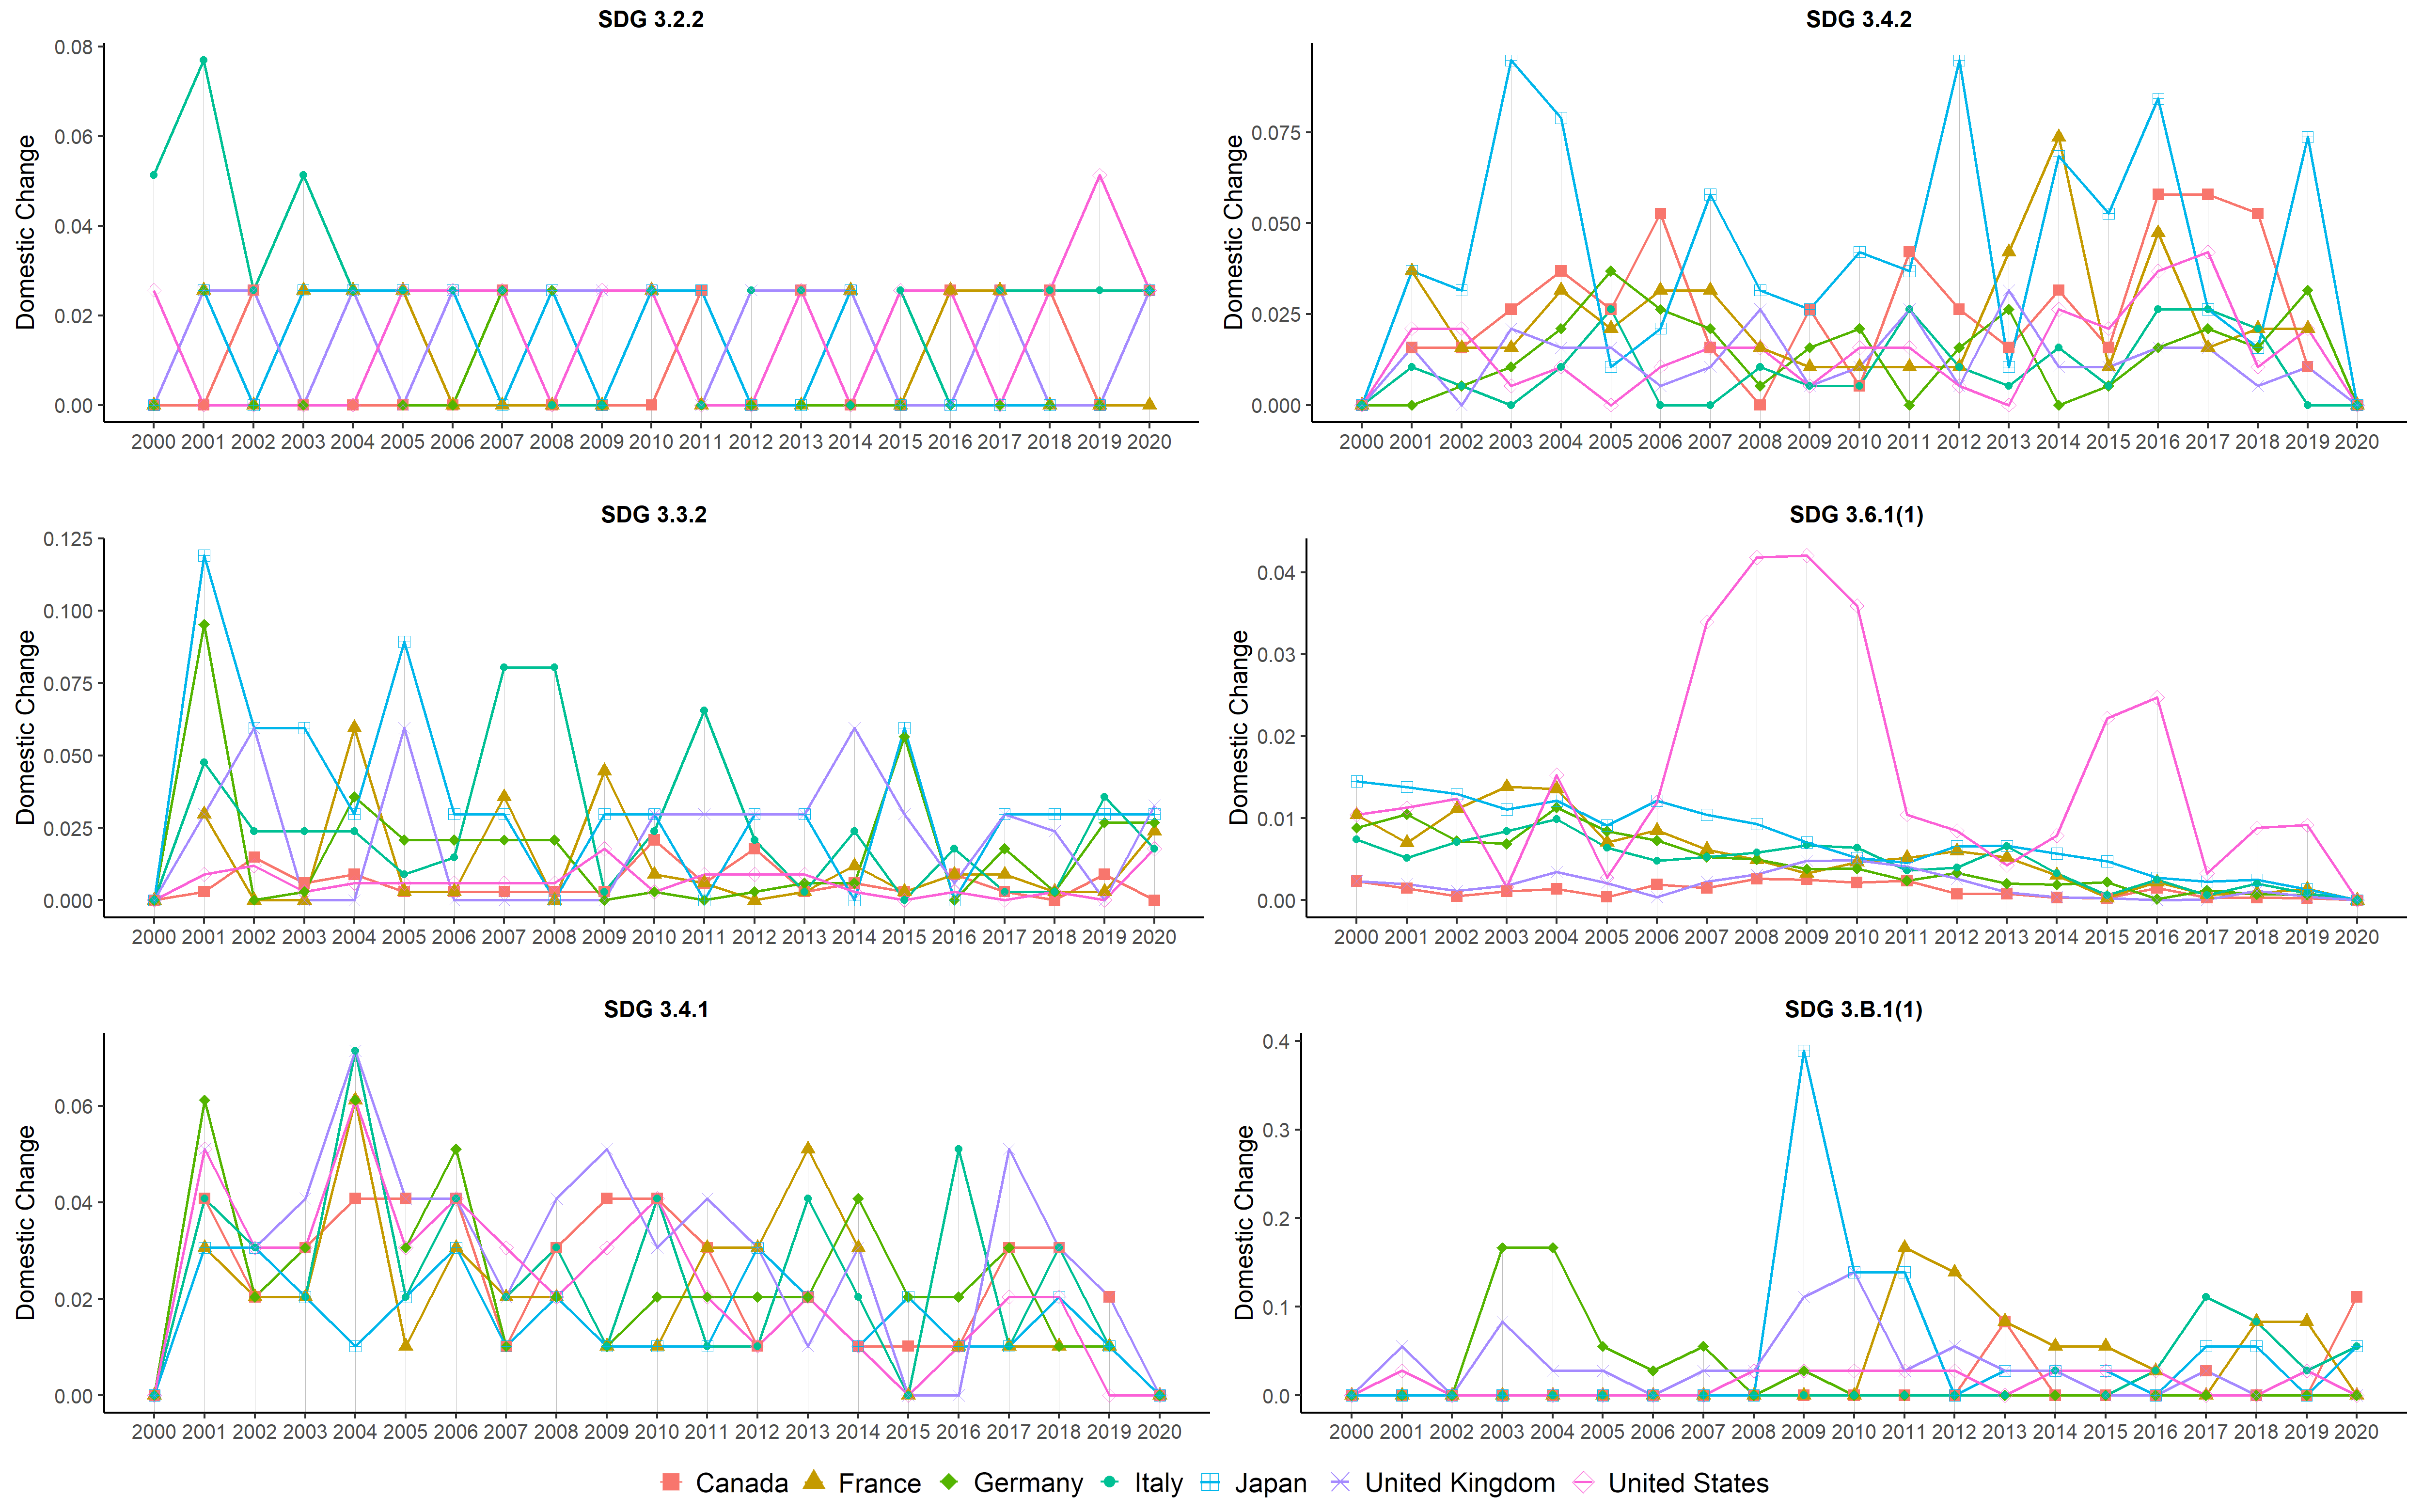 SDG 3.2.2
Domestic Change
0.08
0.06
0.04
0.02
0.00
2000 2001 2002 2003 2004 2005 2006 2007 2008 2009 2010 2011 2012 2013 2014 2015 2016 2017 2018 2019 2020
SDG 3.4.2
Domestic Change
0.075
0.050
0.025
0.000
2000 2001 2002 2003 2004 2005 2006 2007 2008 2009 2010 2011 2012 2013 2014 2015 2016 2017 2018 2019 2020
SDG 3.3.2
Domestic Change
0.125
0.100
0.075
0.050
0.025
0.000
2000 2001 2002 2003 2004 2005 2006 2007 2008 2009 2010 2011 2012 2013 2014 2015 2016 2017 2018 2019 2020
SDG 3.6.1(1)
Domestic Change
0.04
0.03
0.02
0.01
0.00
2000 2001 2002 2003 2004 2005 2006 2007 2008 2009 2010 2011 2012 2013 2014 2015 2016 2017 2018 2019 2020
SDG 3.4.1
Domestic Change
0.06
0.04
0.02
0.00
2000 2001 2002 2003 2004 2005 2006 2007 2008 2009 2010 2011 2012 2013 2014 2015 2016 2017 2018 2019 2020
SDG 3.B.1(1)
Domestic Change
0.4
0.3
0.2
0.1
0.0
2000 2001 2002 2003 2004 2005 2006 2007 2008 2009 2010 2011 2012 2013 2014 2015 2016 2017 2018 2019 2020
Canada France Germany Italy Japan United Kingdom United States